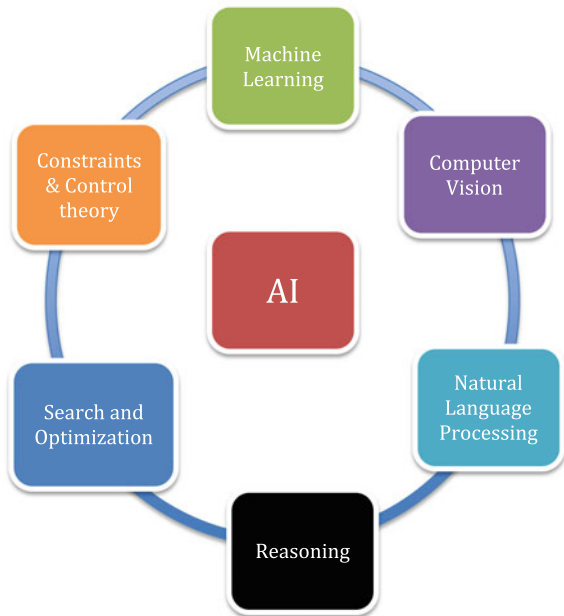 Machine
Learning
Computer
Vision
Natural
Language
Processing
Reasoning
Search and
Optimization
Constraints
& Control
theory
AI